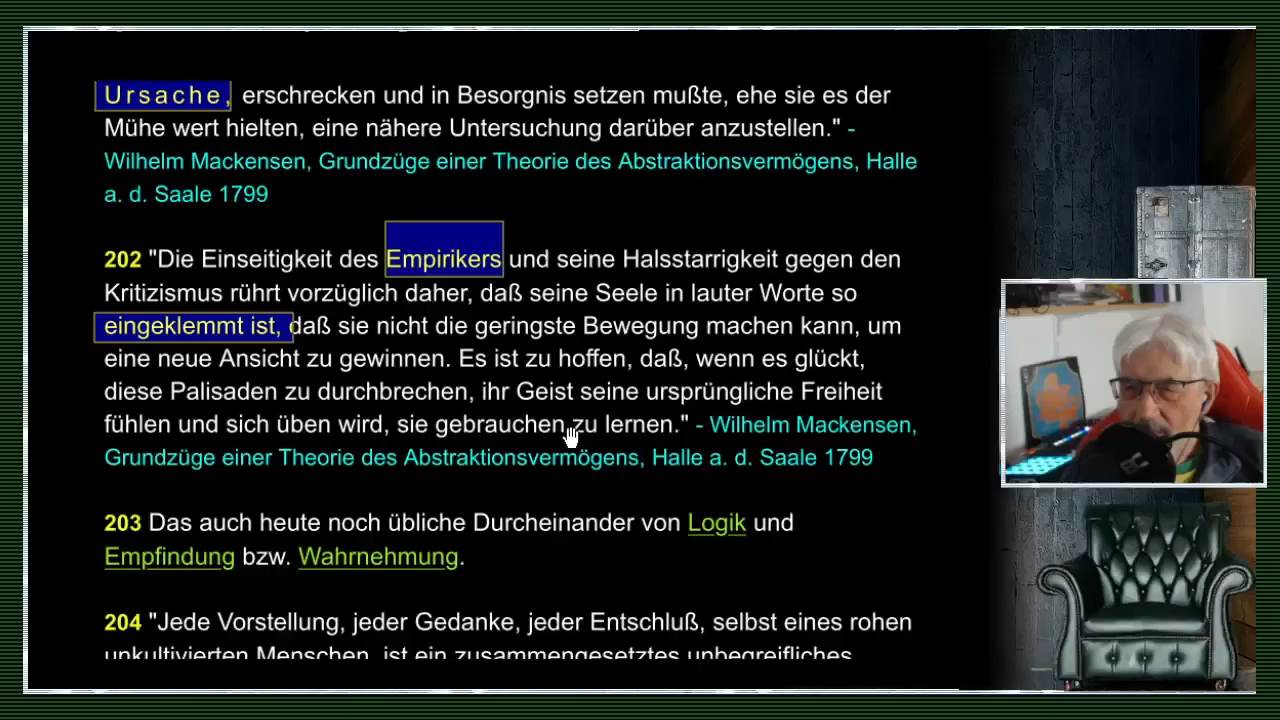 Ursache, erschrecken und in Besorgnis setzen mußte, ehe sie es der
Mühe wert hielten, eine nähere Untersuchung darüber anzustellen." -
Wilhelm Mackensen, Grundzüge einer Theorie des Abstraktionsvermögens, Halle
a. d. Saale 1799
202 "Die Einseitigkeit des Empirikers und seine Halsstarrigkeit gegen den
Kritizismus rührt vorzüglich daher, daß seine Seele in lauter Worte so
eingeklemmt ist, daß sie nicht die geringste Bewegung machen kann, um
eine neue Ansicht zu gewinnen. Es ist zu hoffen, daß, wenn es glückt,
diese Palisaden zu durchbrechen, ihr Geist seine ursprüngliche Freiheit
fühlen und sich üben wird, sie gebrauchen zu lernen." - Wilhelm Mackensen,
Grundzüge einer Theorie des Abstraktionsvermögens, Halle a. d. Saale 1799
203 Das auch heute noch übliche Durcheinander von Logik und
Empfindung bzw. Wahrnehmung.
204 "Jede Vorstellung, jeder Gedanke, jeder Entschluß, selbst eines rohen
unkultivierten Menschen, ist ein zusammengesetztes unbegreifliches